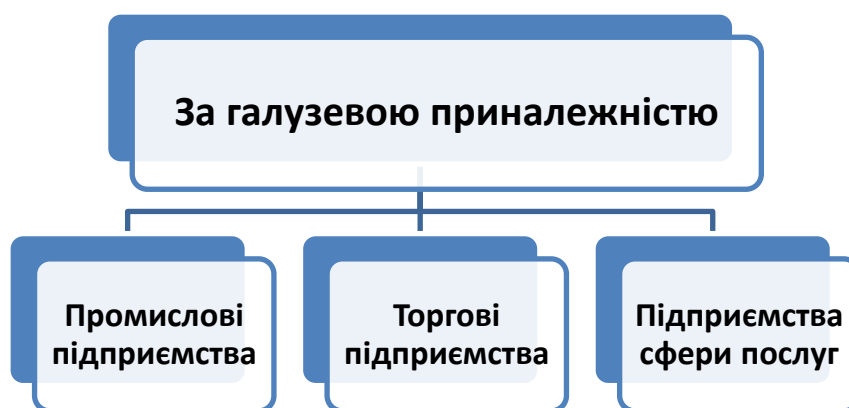 За галузевою приналежністю
Промислові
підприємства
Торгові
підприємства
Підприємства
сфери послуг